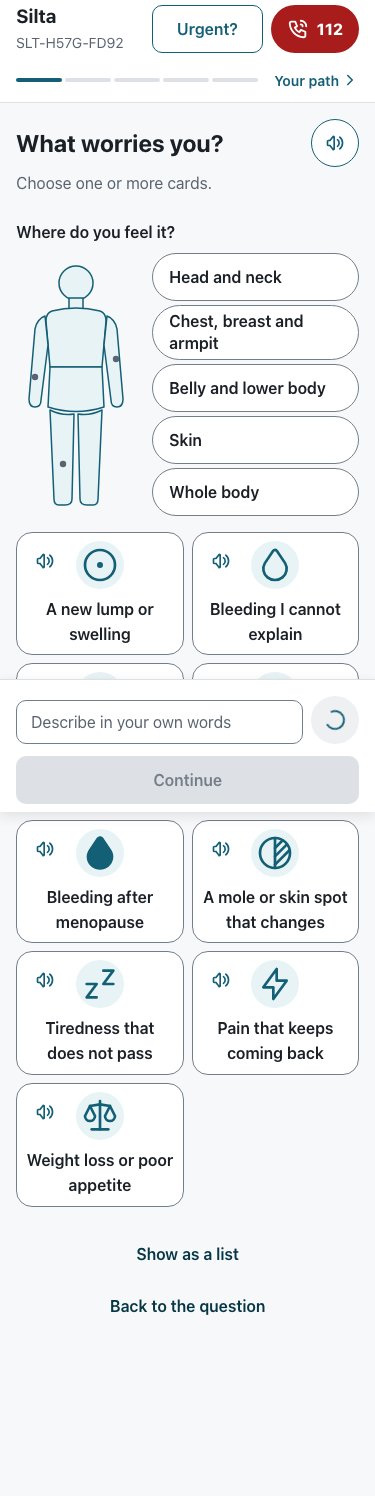 Silta
SLT-H57G-FD92
Urgent?
112
Your path
What worries you?
Choose one or more cards.
Where do you feel it?
Head and neck
Chest, breast and
armpit
Belly and lower body
Skin
Whole body
A new lump or
swelling
Bleeding I cannot
explain
Describe in your own words
Continue
Bleeding after
menopause
A mole or skin spot
that changes
Tiredness that
does not pass
Pain that keeps
coming back
Weight loss or poor
appetite
Show as a list
Back to the question